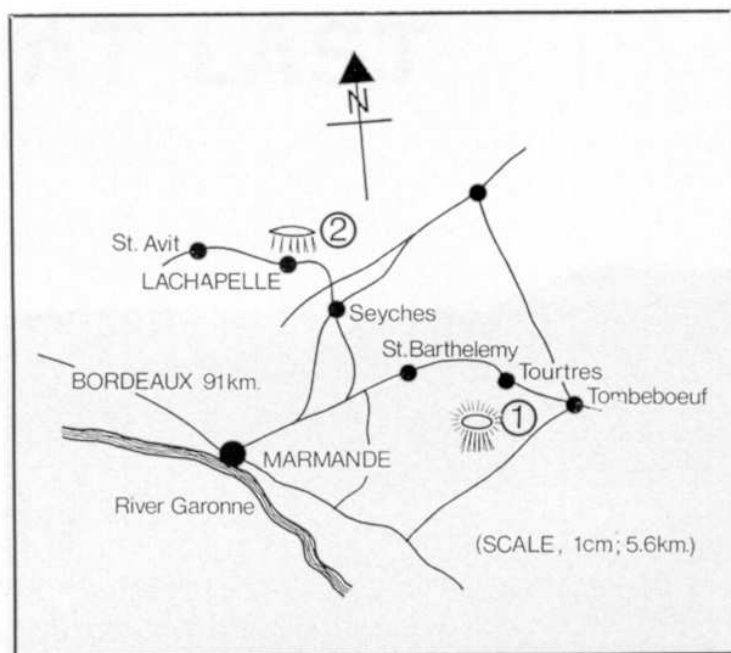 N
②
St. Avit
LACHAPELLE
Seyches
St. Barthelemy
Tourtres
BORDEAUX 91km.
Tombeboeuf
①
MARMANDE
River Garonne
(SCALE, 1cm; 5.6km.)